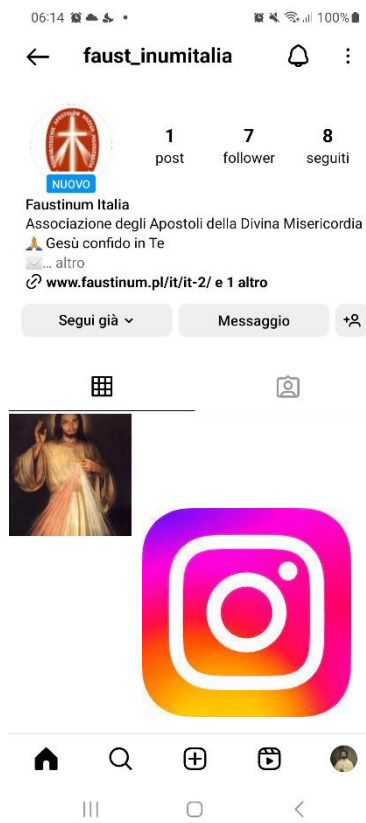 06:14 100%
faust_inumitalia
1 7 8
post follower seguiti
NUOVO
Faustinum Italia
Associazione degli Apostoli della Divina Misericordia
🙏 Gesù confido in Te
✉️... altro
www.faustinum.pl/it/it-2/ e 1 altro
Segui già Messaggio